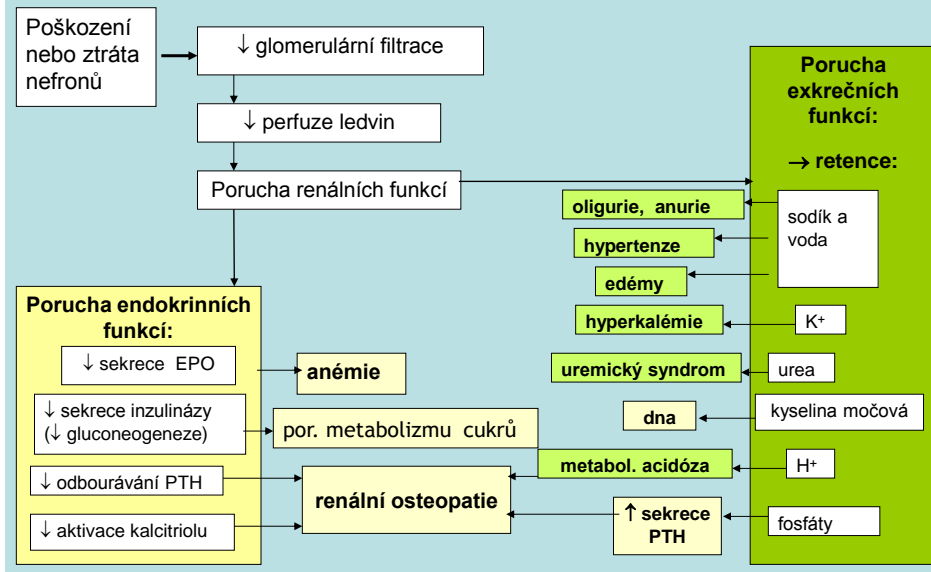 Poškození
nebo ztráta
nefronů
↓ glomerulární filtrace
↓ perfuze ledvin
Porucha renálních funkcí
Porucha endokrinních
funkcí:
↓ sekrece EPO
↓ sekrece inzulinázy
(↓ gluconeogeneze)
↓ odbourávání PTH
↓ aktivace kalcitriolu
anémie
por. metabolizmu cukrů
renální osteopatie
Porucha
exkrečních
funkcí:
→ retence:
oligurie, anurie
hypertenze
edémy
sodík a
voda
hyperkalémie
K+
uremický syndrom
urea
dna
kyselina močová
metabol. acidóza
H+
↑ sekrece
PTH
fosfáty